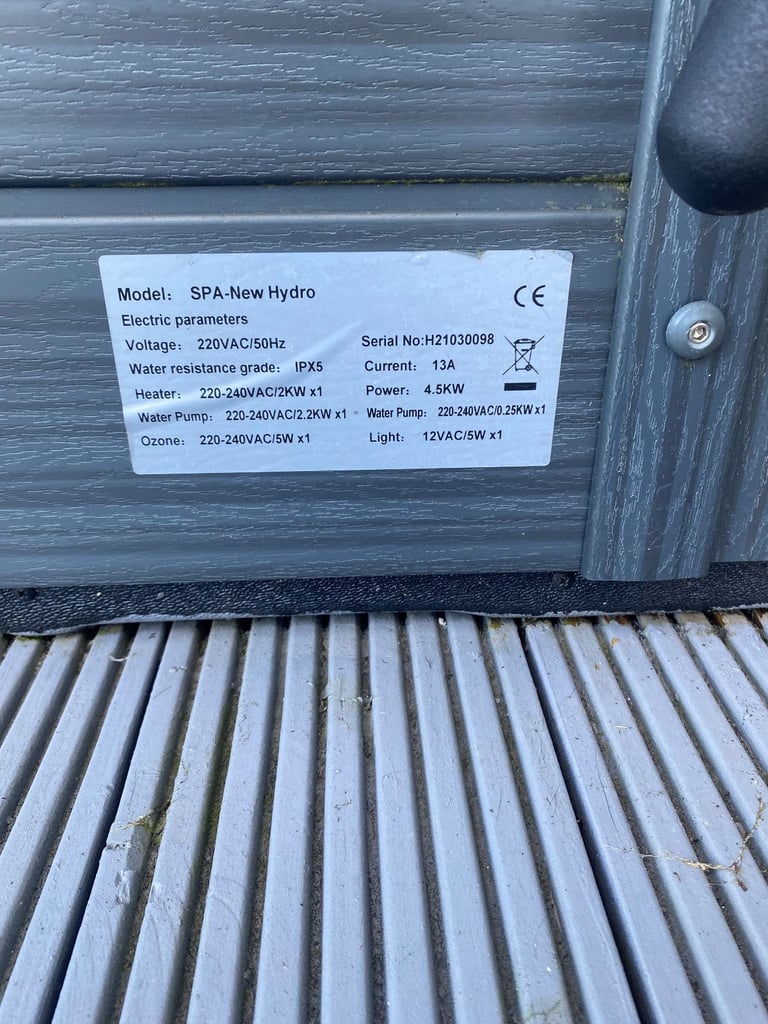 Model: SPA-New Hydro CE
Electric parameters
Voltage: 220VAC/50Hz Serial No:H21030098
Water resistance grade: IPX5 Current: 13A
Heater: 220-240VAC/2KW x1 Power: 4.5KW
Water Pump: 220-240VAC/2.2KW x1 Water Pump: 220-240VAC/0.25KW x1
Ozone: 220-240VAC/5W x1 Light: 12VAC/5W x1